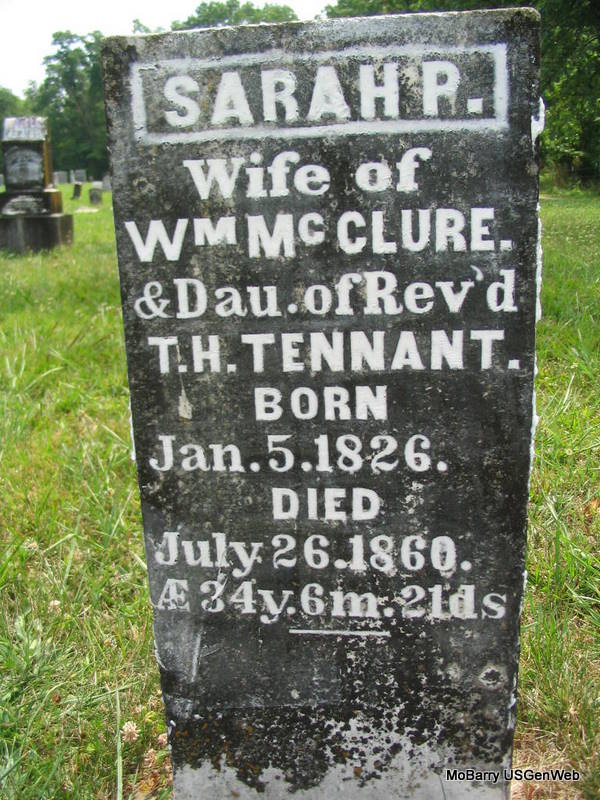 SARAH P.
Wife of
Wm Mc CLURE.
& Dau. of Rev'd
T.H. TENNANT.
BORN
Jan. 5. 1826.
DIED
July 26. 1860.
Æ 34y. 6m. 21ds
MoBarry USGenWeb